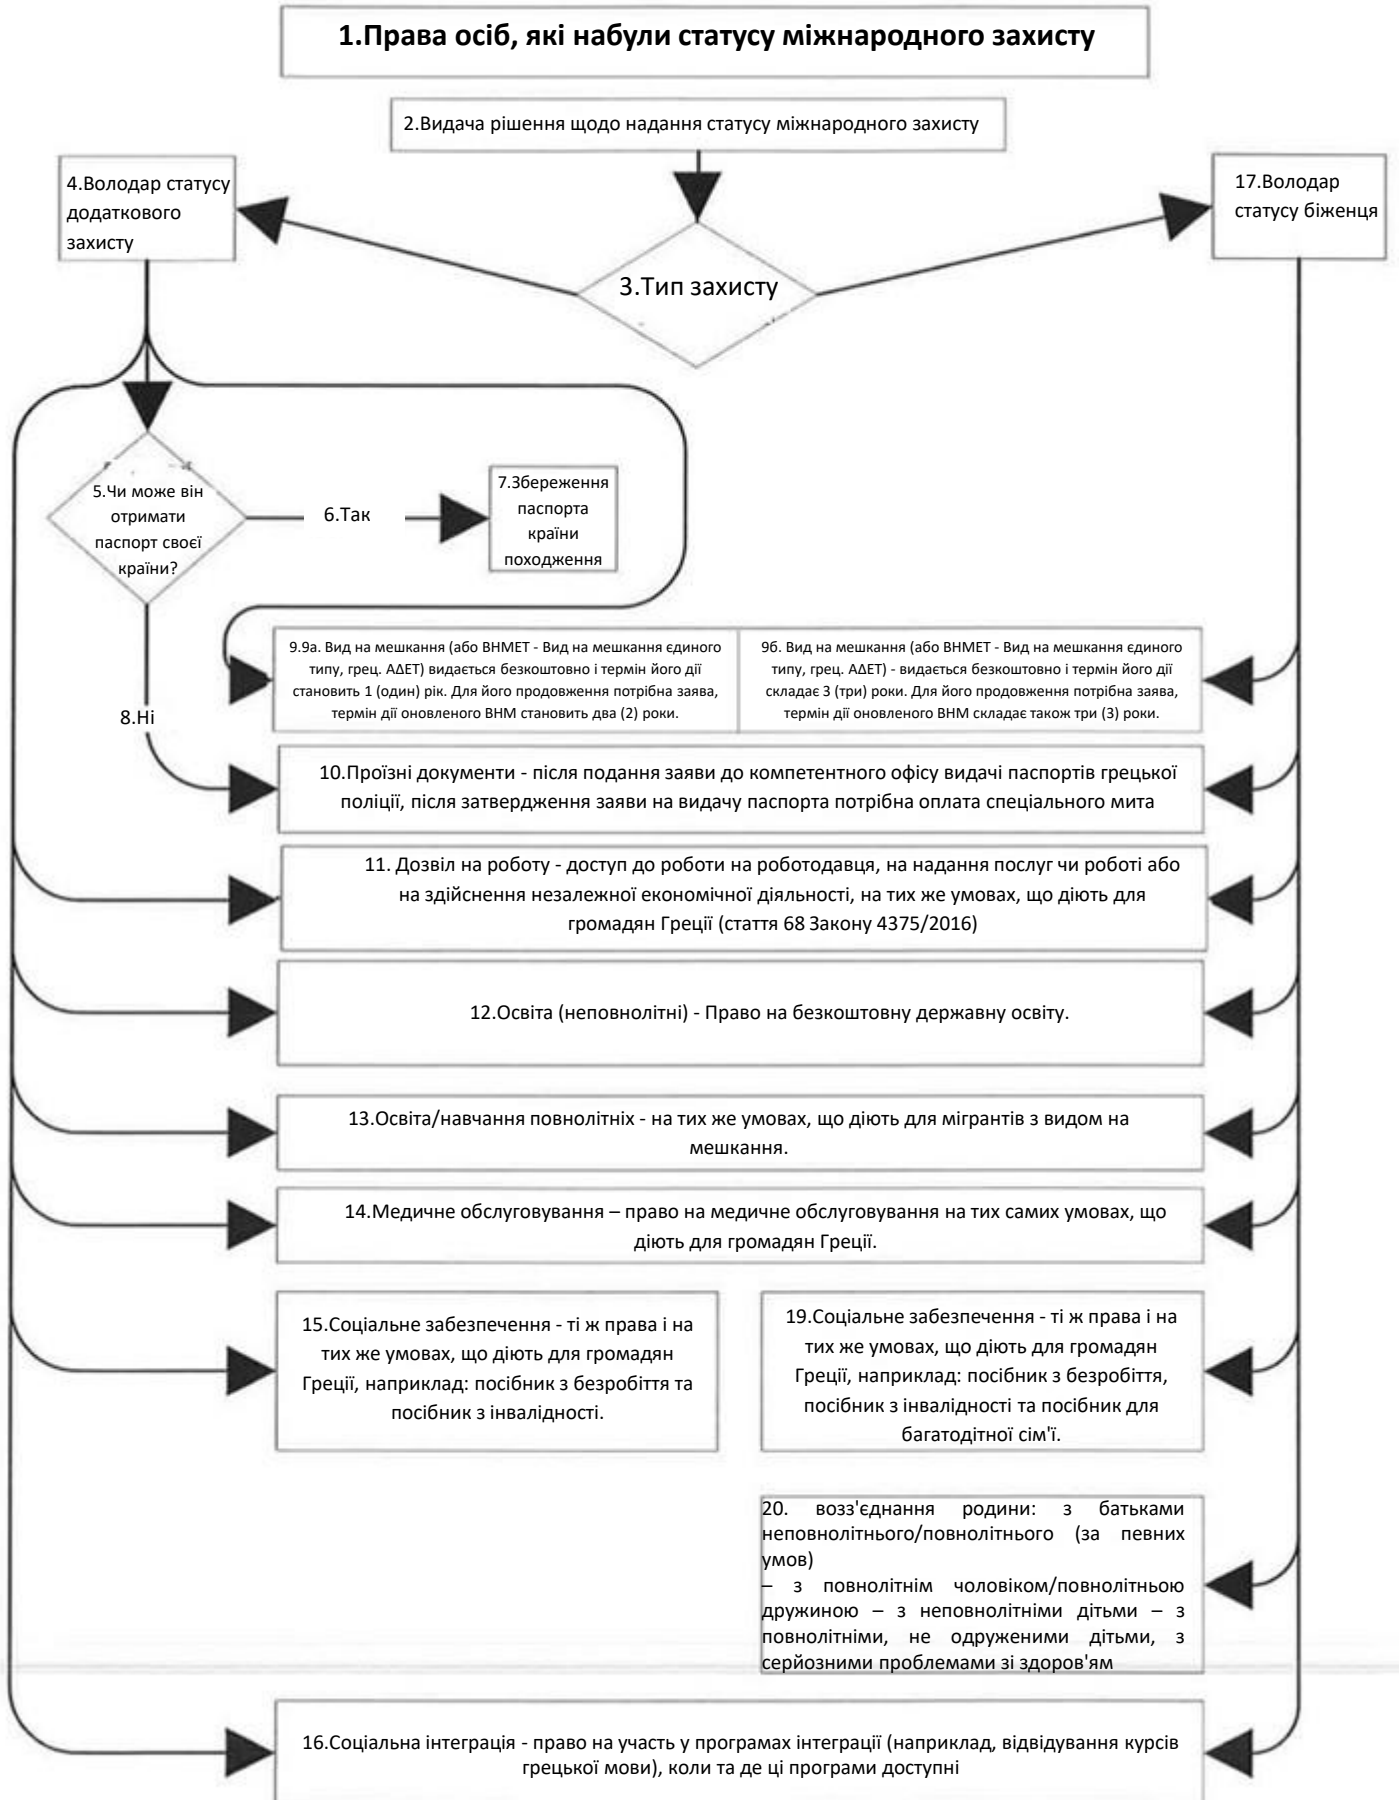 1.Права осіб, які набули статусу міжнародного захисту
2.Видача рішення щодо надання статусу міжнародного захисту
3.Тип захисту
4.Володар статусу
додаткового
захисту
17.Володар
статусу біженця
5.Чи може він
отримати
паспорт своєї
країни?
6.Так
7.Збереження
паспорта
країни
походження
8.Ні
9.9а. Вид на мешкання (або ВНМЕТ - Вид на мешкання єдиного
типу, грец. ΑΔΕΤ) видається безкоштовно і термін його дії
становить 1 (один) рік. Для його продовження потрібна заява,
термін дії оновленого ВНМ становить два (2) роки.
9б. Вид на мешкання (або ВНМЕТ - Вид на мешкання єдиного
типу, грец. ΑΔΕΤ) - видається безкоштовно і термін його дії
складає 3 (три) роки. Для його продовження потрібна заява,
термін дії оновленого ВНМ складає також три (3) роки.
10.Проїзні документи - після подання заяви до компетентного офісу видачі паспортів грецької
поліції, після затвердження заяви на видачу паспорта потрібна оплата спеціального мита
11. Дозвіл на роботу - доступ до роботи на роботодавця, на надання послуг чи роботі або
на здійснення незалежної економічної діяльності, на тих же умовах, що діють для
громадян Греції (стаття 68 Закону 4375/2016)
12.Освіта (неповнолітні) - Право на безкоштовну державну освіту.
13.Освіта/навчання повнолітніх - на тих же умовах, що діють для мігрантів з видом на
мешкання.
14.Медичне обслуговування – право на медичне обслуговування на тих самих умовах, що
діють для громадян Греції.
15.Соціальне забезпечення - ті ж права і на
тих же умовах, що діють для громадян
Греції, наприклад: посібник з безробіття та
посібник з інвалідності.
19.Соціальне забезпечення - ті ж права і на
тих же умовах, що діють для громадян
Греції, наприклад: посібник з безробіття,
посібник з інвалідності та посібник для
багатодітної сім'ї.
20. возз'єднання родини: з батьками
неповнолітнього/повнолітнього (за певних
умов)
– з повнолітнім чоловіком/повнолітньою
дружиною – з неповнолітніми дітьми – з
повнолітніми, не одруженими дітьми, з
серйозними проблемами зі здоров'ям
16.Соціальна інтеграція - право на участь у програмах інтеграції (наприклад, відвідування курсів
грецької мови), коли та де ці програми доступні